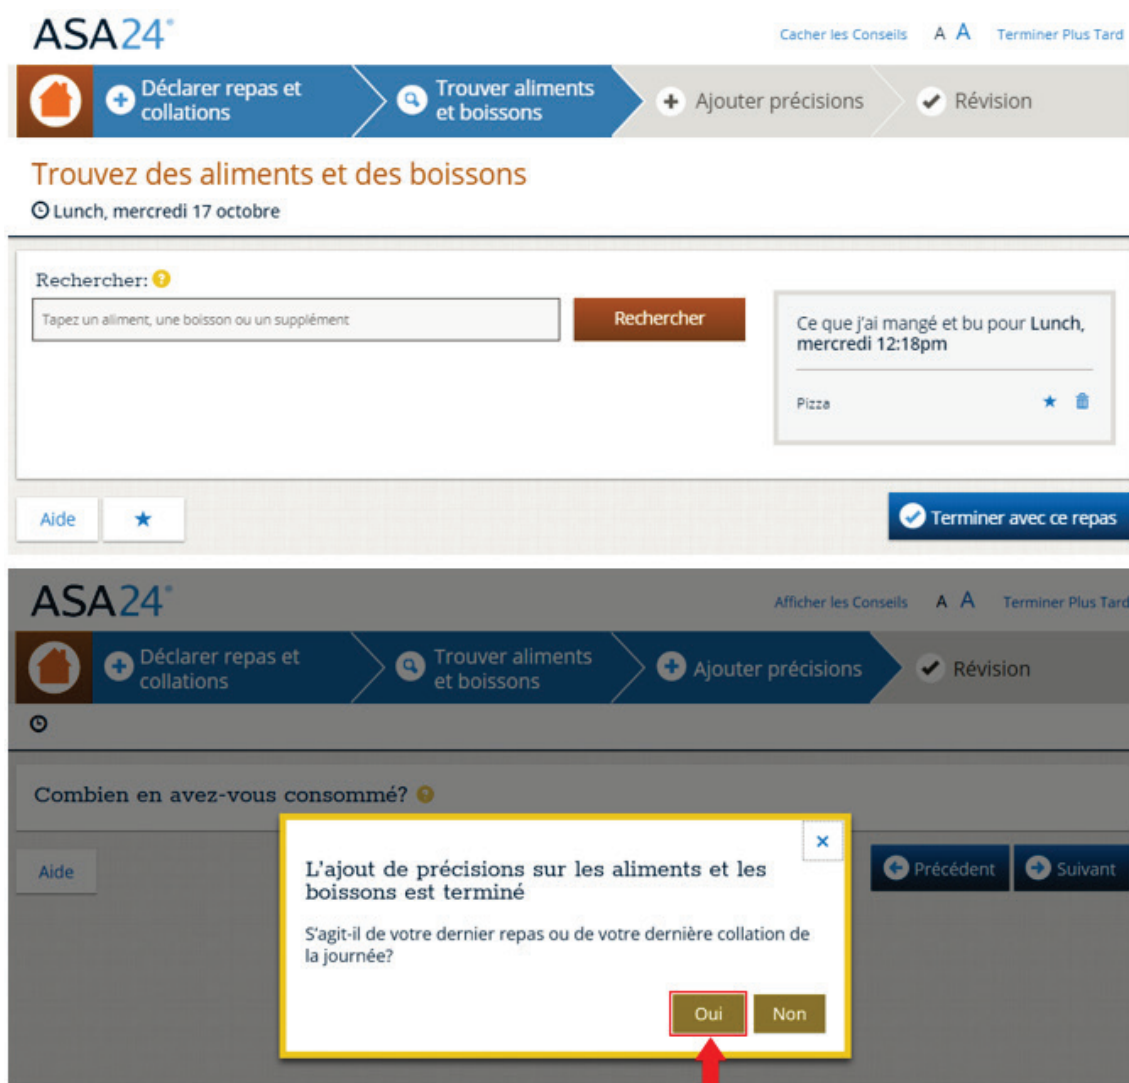 ASA24®
Cacher les Conseils A A Terminer Plus Tard
Déclarer repas et
collations
Trouver aliments
et boissons
Ajouter précisions
Révision
Trouvez des aliments et des boissons
Lunch, mercredi 17 octobre
Rechercher: ?
Tapez un aliment, une boisson ou un supplément
Rechercher
Ce que j'ai mangé et bu pour Lunch,
mercredi 12:18pm
Pizza
Aide
Terminer avec ce repas
ASA24®
Afficher les Conseils A A Terminer Plus Tard
Déclarer repas et
collations
Trouver aliments
et boissons
Ajouter précisions
Révision
Combien en avez-vous consommé? ?
Aide
Précédent
Suivant
L'ajout de précisions sur les aliments et les
boissons est terminé
S'agit-il de votre dernier repas ou de votre dernière collation de
la journée?
Oui
Non